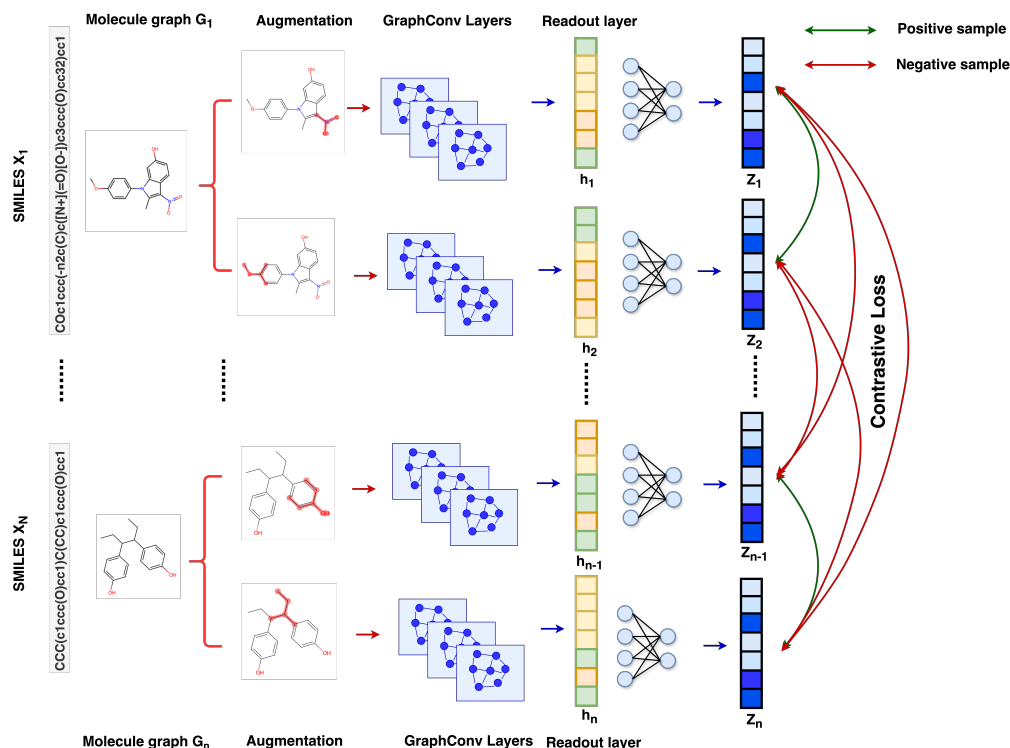 Molecule graph G1
Augmentation
GraphConv Layers
Readout layer
Positive sample
Negative sample
SMILES X1
COc1ccc(-n2c(C)c([N+](=O)[O-])c3ccc(O)cc32)cc1
h1
Z1
h2
Z2
Contrastive Loss
SMILES XN
CCC(c1ccc(O)cc1)C(CC)c1ccc(O)cc1
hn-1
Zn-1
hn
Zn
Molecule graph Gn
Augmentation
GraphConv Layers
Readout layer